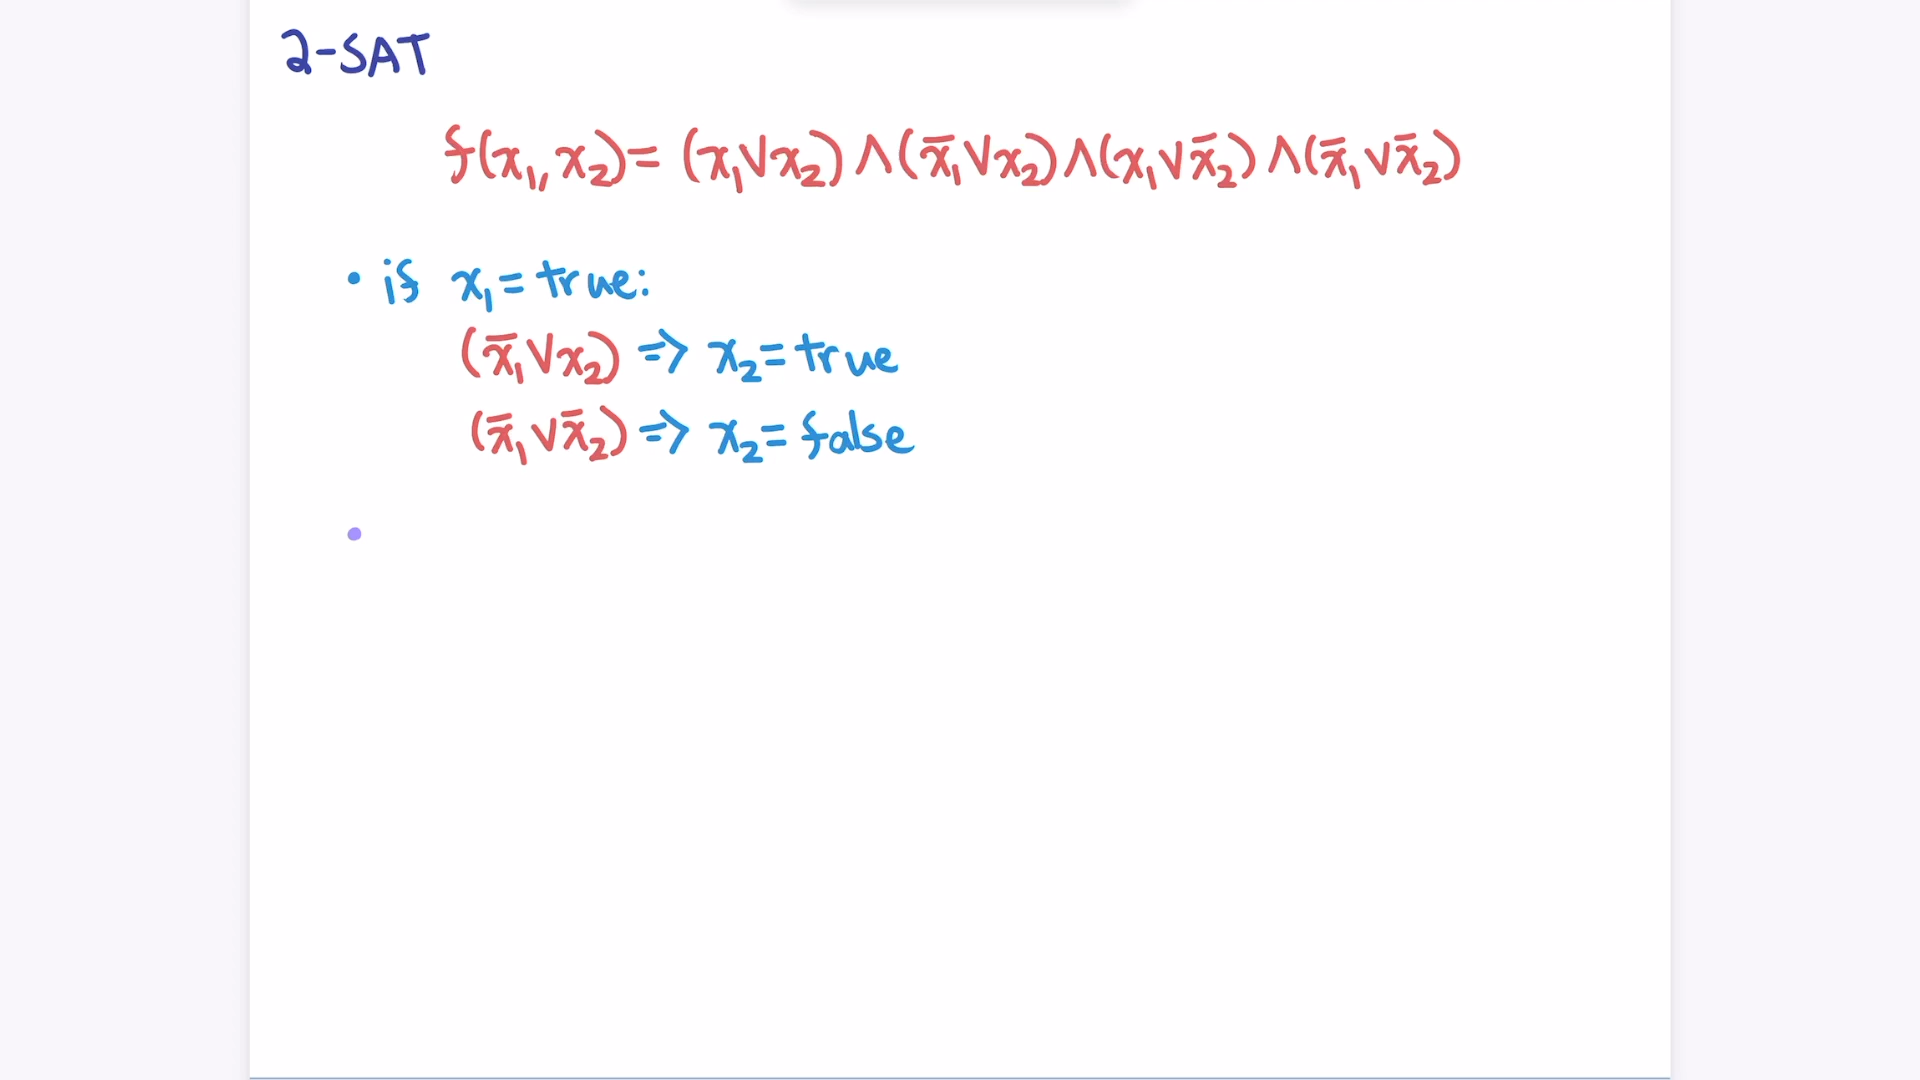 2-SAT
f(x₁, x₂) = (x₁ ∨ x₂) ∧ (x̄₁ ∨ x₂) ∧ (x₁ ∨ x̄₂) ∧ (x̄₁ ∨ x̄₂)
• if x₁ = true:
(x̄₁ ∨ x₂) => x₂ = true
(x̄₁ ∨ x̄₂) => x₂ = false
•